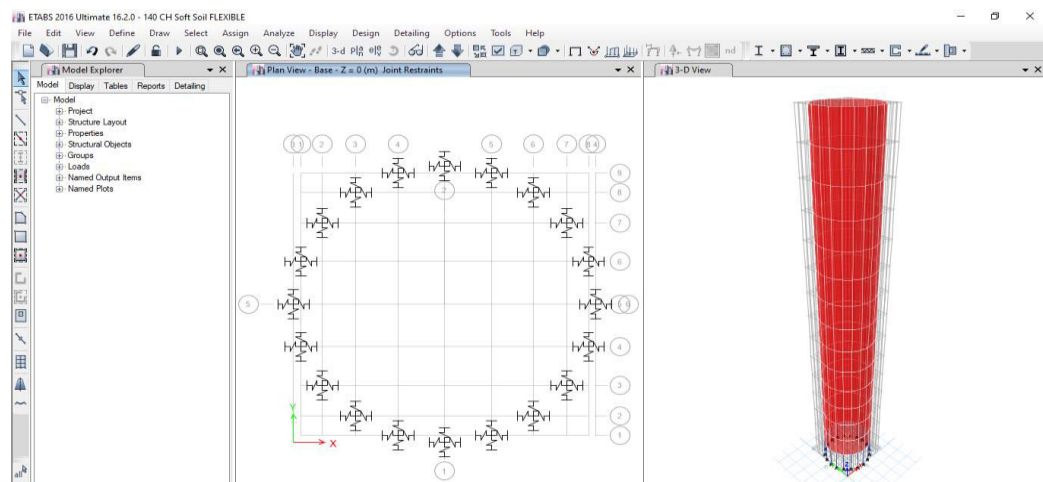 ETABS 2016 Ultimate 16.2.0 - 140 CH Soft Soil FLEXIBLE
File Edit View Define Draw Select Assign Analyze Display Design Detailing Options Tools Help
3-d
nd
Model Explorer
Plan View - Base - Z = 0 (m) Joint Restraints
3-D View
Model Display Tables Reports Detailing
Model
Project
Structure Layout
Properties
Structural Objects
Groups
Loads
Named Output Items
Named Plots
2 3 4 5 6 7
9
8
2
7
6
5
4
3
2
1
Y
X
1
all
Z